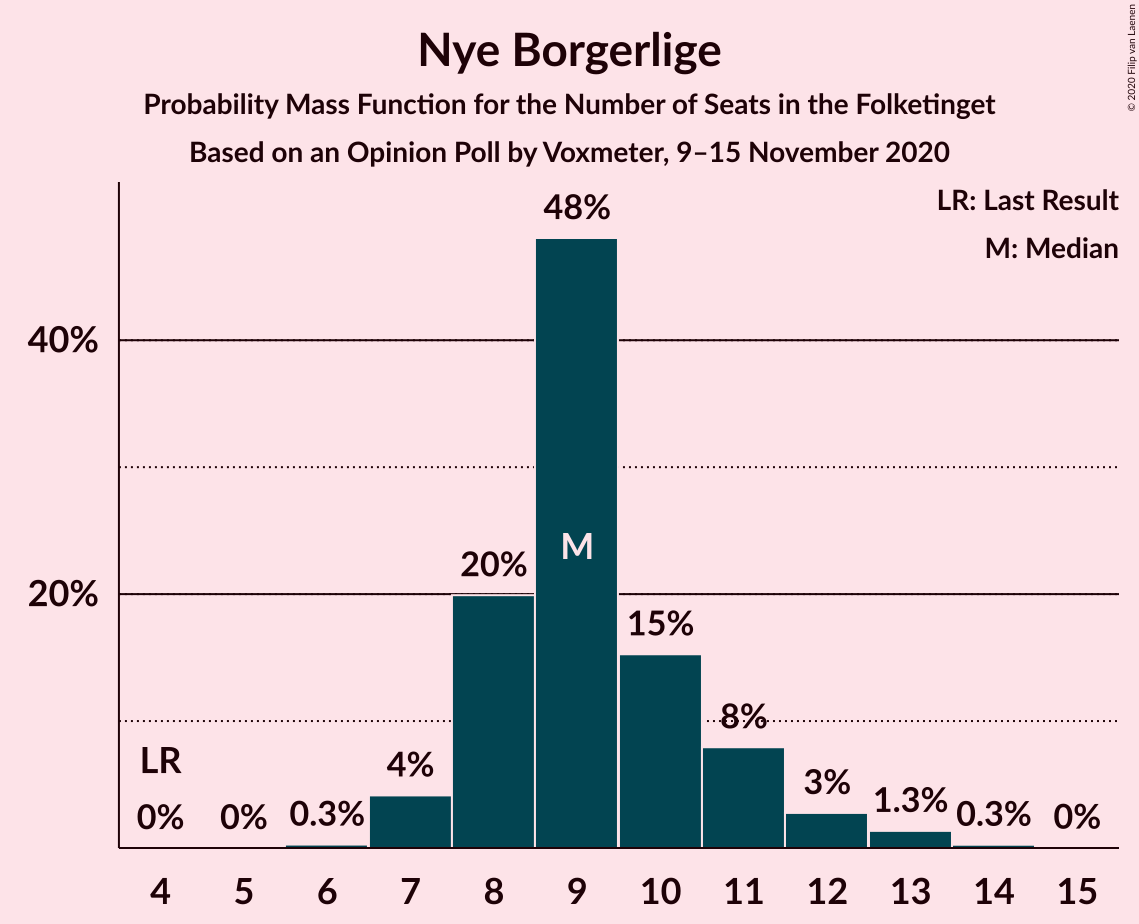 Nye Borgerlige
Probability Mass Function for the Number of Seats in the Folketinget
Based on an Opinion Poll by Voxmeter, 9–15 November 2020
© 2020 Filip van Laenen
LR: Last Result
M: Median
48%
40%
M
20%
20%
15%
8%
LR
4%
3%
0%
0%
0.3%
1.3%
0.3%
0%
4 5 6 7 8 9 10 11 12 13 14 15